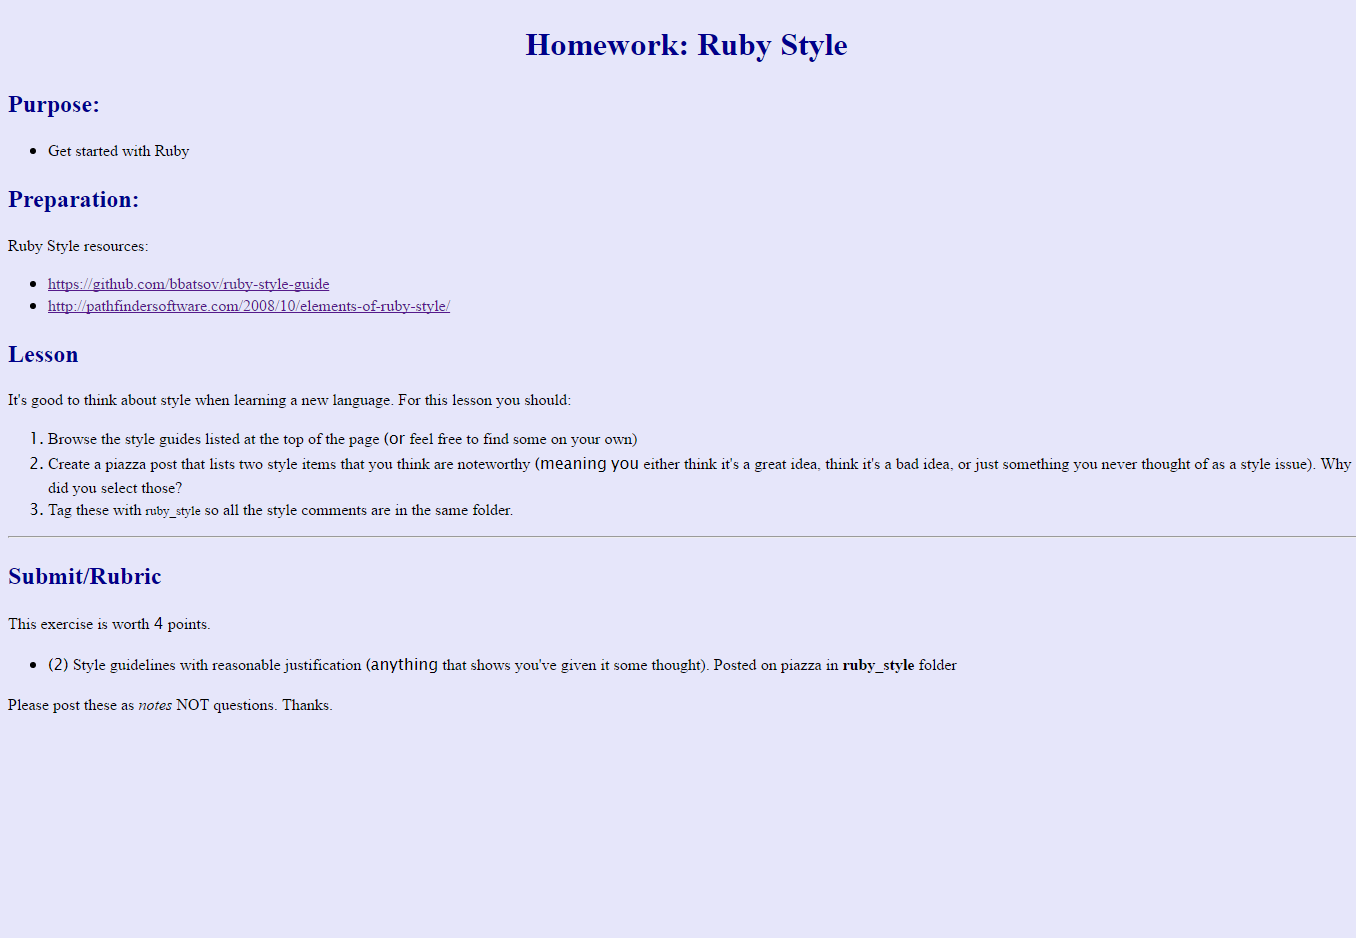 Homework: Ruby Style
Purpose:
• Get started with Ruby
Preparation:
Ruby Style resources:
• https://github.com/bbatsov/ruby-style-guide
• http://pathfindersoftware.com/2008/10/elements-of-ruby-style/
Lesson
It's good to think about style when learning a new language. For this lesson you should:
1. Browse the style guides listed at the top of the page (or feel free to find some on your own)
2. Create a piazza post that lists two style items that you think are noteworthy (meaning you either think it's a great idea, think it's a bad idea, or just something you never thought of as a style issue). Why
did you select those?
3. Tag these with ruby_style so all the style comments are in the same folder.
Submit/Rubric
This exercise is worth 4 points.
• (2) Style guidelines with reasonable justification (anything that shows you've given it some thought). Posted on piazza in ruby_style folder
Please post these as notes NOT questions. Thanks.